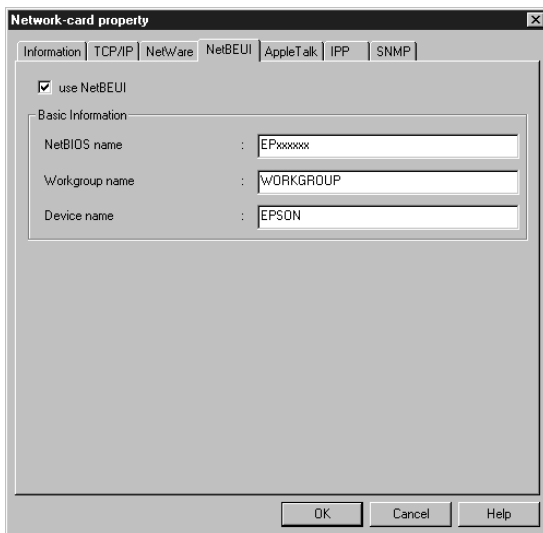 Network-card property
Information TCP/IP NetWare NetBEUI AppleTalk IPP SNMP
use NetBEUI
Basic Information
NetBIOS name : EPxxxxxx
Workgroup name : WORKGROUP
Device name : EPSON
OK Cancel Help